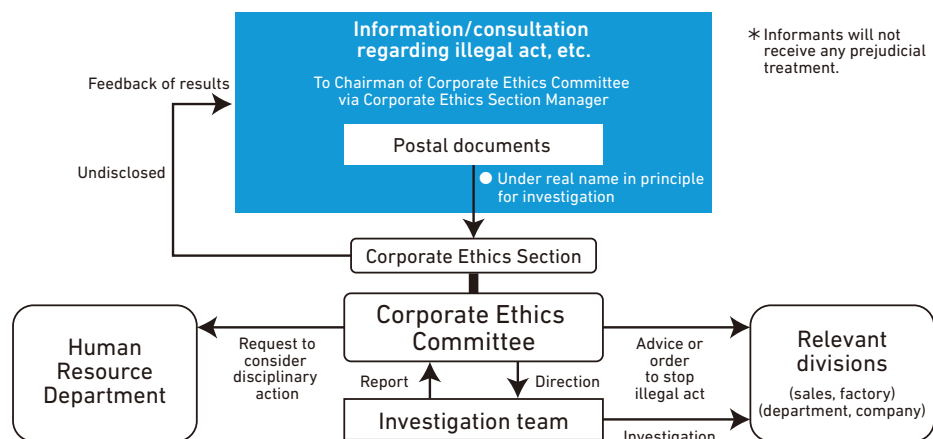 Information/consultation
regarding illegal act, etc.
To Chairman of Corporate Ethics Committee
via Corporate Ethics Section Manager
Postal documents
● Under real name in principle
for investigation
* Informants will not
receive any prejudicial
treatment.
Feedback of results
Undisclosed
Corporate Ethics Section
Corporate Ethics
Committee
Human
Resource
Department
Request to
consider
disciplinary
action
Report
Direction
Advice or
order
to stop
illegal act
Relevant
divisions
(sales, factory)
(department, company)
Investigation team
Investigation